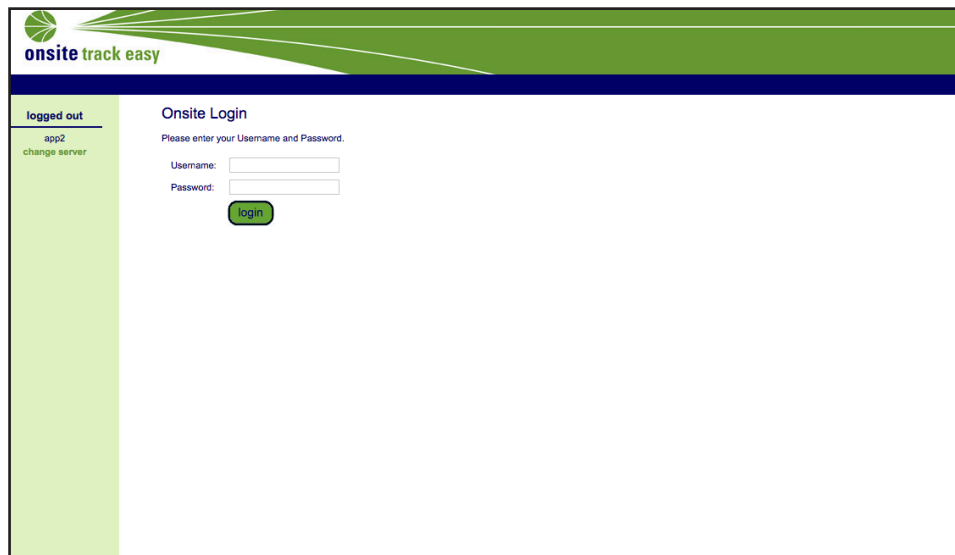 onsite track easy
logged out
app2
change server
Onsite Login
Please enter your Username and Password.
Username:
Password:
login